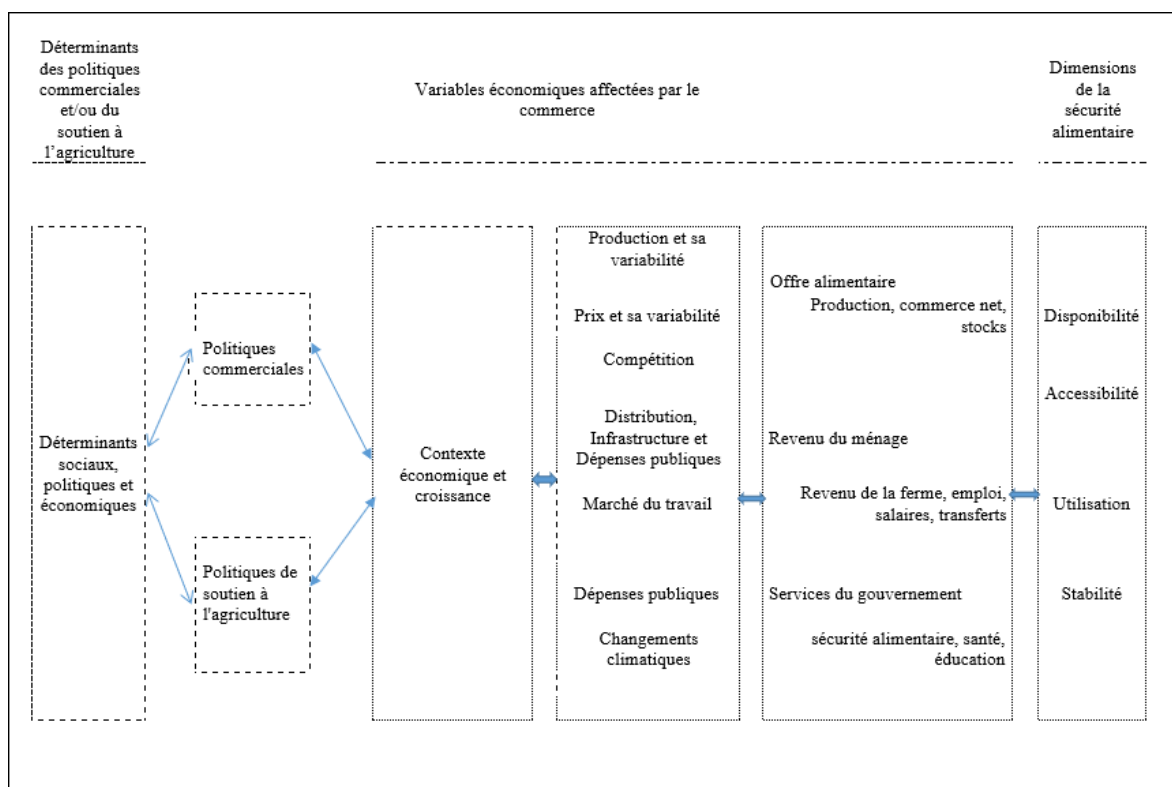 Déterminants
des politiques
commerciales
et/ou du
soutien à
l'agriculture
Variables économiques affectées par le
commerce
Dimensions
de la
sécurité
alimentaire
Déterminants
sociaux,
politiques et
économiques
Politiques
commerciales
Politiques de
soutien à
l'agriculture
Contexte
économique et
croissance
Production et sa
variabilité
Prix et sa variabilité
Compétition
Distribution,
Infrastructure et
Dépenses publiques
Marché du travail
Dépenses publiques
Changements
climatiques
Offre alimentaire
Production, commerce net,
stocks
Revenu du ménage
Revenu de la ferme, emploi,
salaires, transferts
Services du gouvernement
sécurité alimentaire, santé,
éducation
Disponibilité
Accessibilité
Utilisation
Stabilité